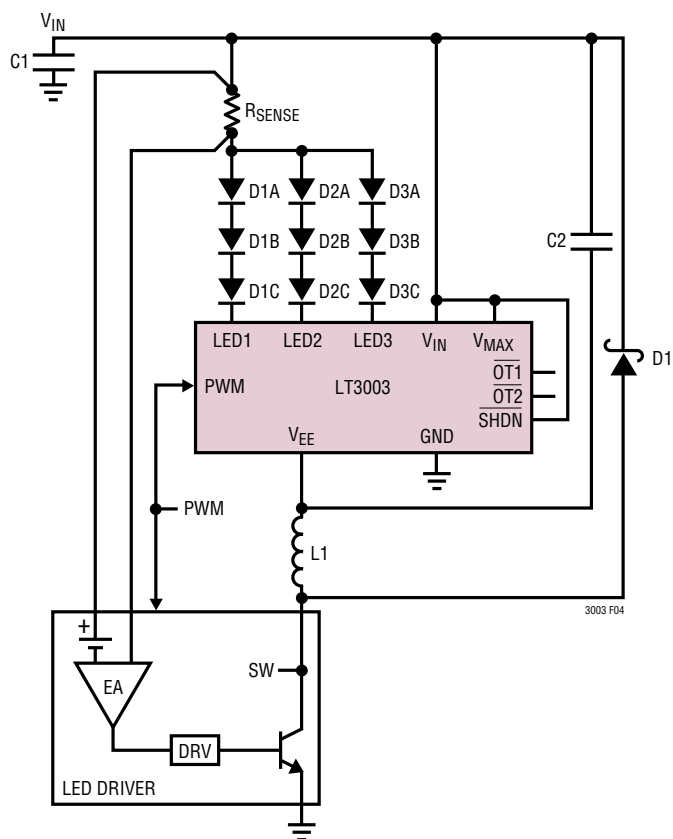 VIN
C1
RSENSE
D1A D2A D3A
D1B D2B D3B
D1C D2C D3C
C2
LED1 LED2 LED3 VIN VMAX
D1
OT1
PWM LT3003
OT2
SHDN
VEE GND
PWM
L1
3003 F04
+
EA
SW
DRV
LED DRIVER